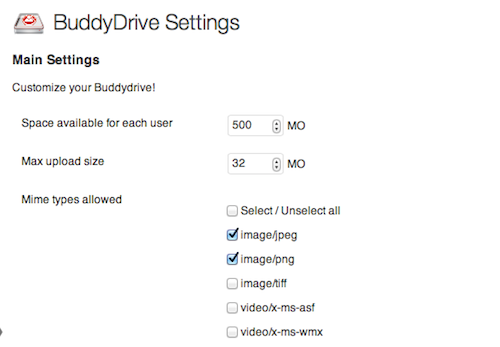 BuddyDrive Settings
Main Settings
Customize your Buddydrive!
Space available for each user 500 MO
Max upload size 32 MO
Mime types allowed
Select / Unselect all
image/jpeg
image/png
image/tiff
video/x-ms-asf
video/x-ms-wmx